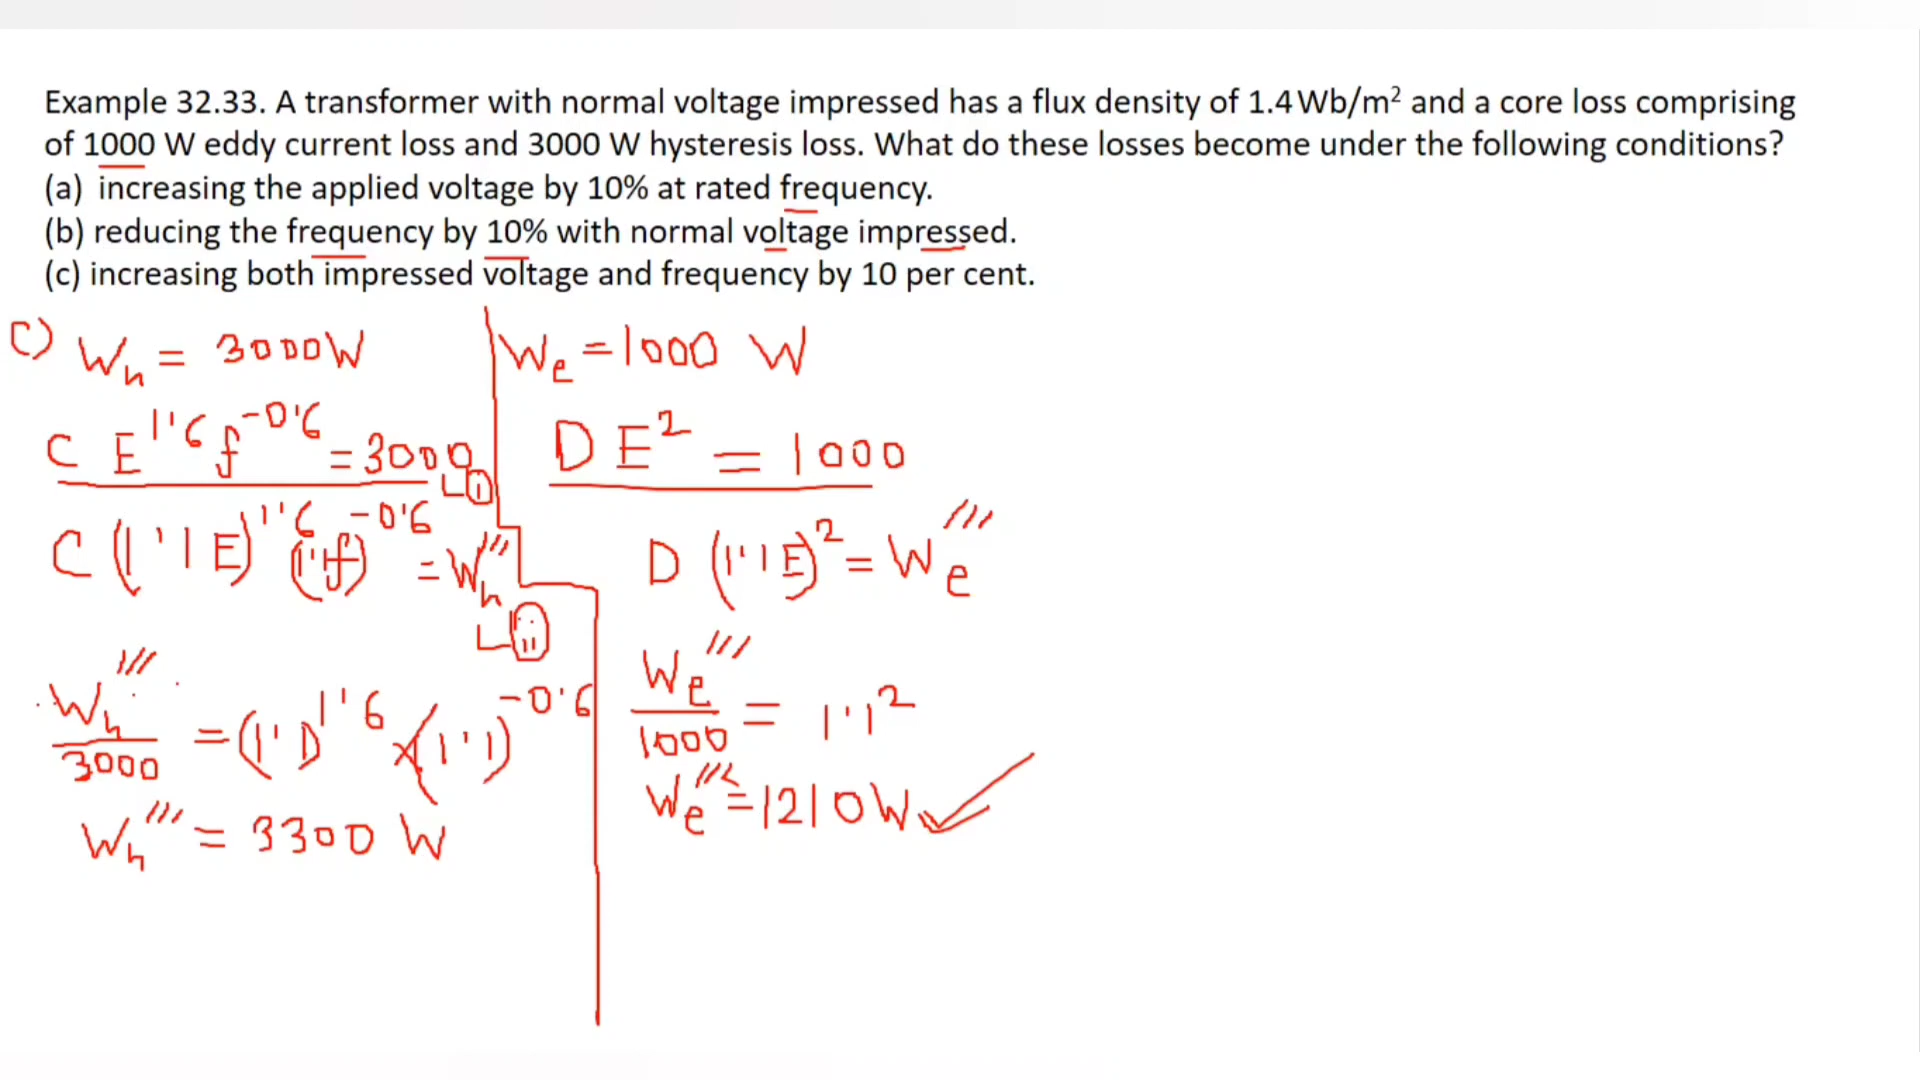 Example 32.33. A transformer with normal voltage impressed has a flux density of 1.4 Wb/m² and a core loss comprising
of 1000 W eddy current loss and 3000 W hysteresis loss. What do these losses become under the following conditions?
(a) increasing the applied voltage by 10% at rated frequency.
(b) reducing the frequency by 10% with normal voltage impressed.
(c) increasing both impressed voltage and frequency by 10 per cent.
C) Wₕ = 3000W
C E^1·6 f^-0·6 = 3000 ①
C (1·1E)^1·6 (1·1f)^-0·6 = Wₕ''' ⑪
Wₕ'''/3000 = (1·1)^1·6 × (1·1)^-0·6
Wₕ''' = 3300 W
Wₑ = 1000 W
D E² = 1000
D (1·1E)² = Wₑ'''
Wₑ'''/1000 = 1·1²
Wₑ''' = 1210W